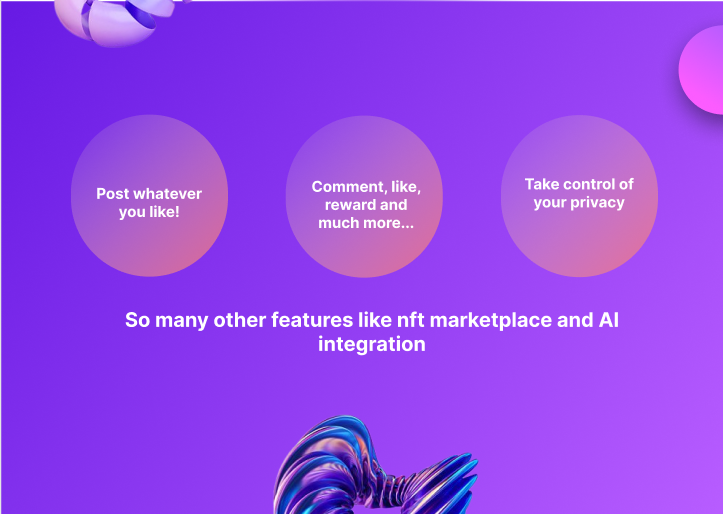 Post whatever
you like!
Comment, like,
reward and
much more...
Take control of
your privacy
So many other features like nft marketplace and AI
integration